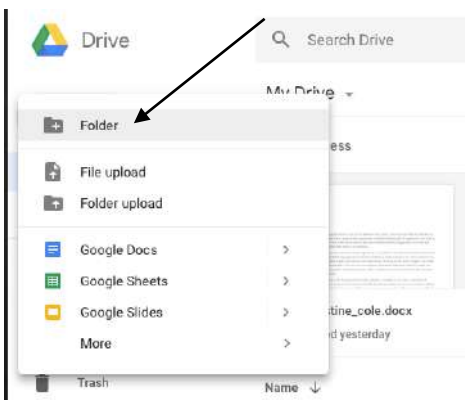 Drive
Search Drive
My Drive
Folder
ess
File upload
Folder upload
Google Docs
Google Sheets
Google Slides
tine_cole.docx
More
d yesterday
Trash
Name